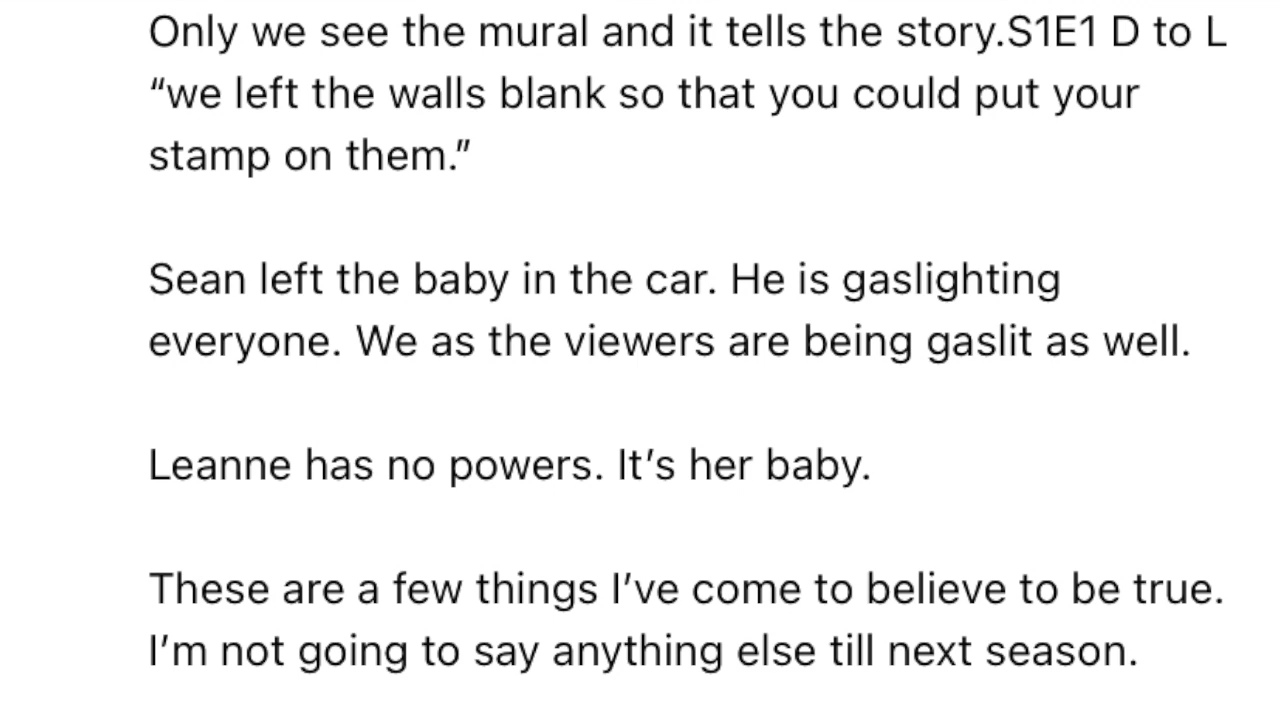 Only we see the mural and it tells the story.S1E1 D to L
“we left the walls blank so that you could put your
stamp on them.”
Sean left the baby in the car. He is gaslighting
everyone. We as the viewers are being gaslit as well.
Leanne has no powers. It’s her baby.
These are a few things I’ve come to believe to be true.
I’m not going to say anything else till next season.